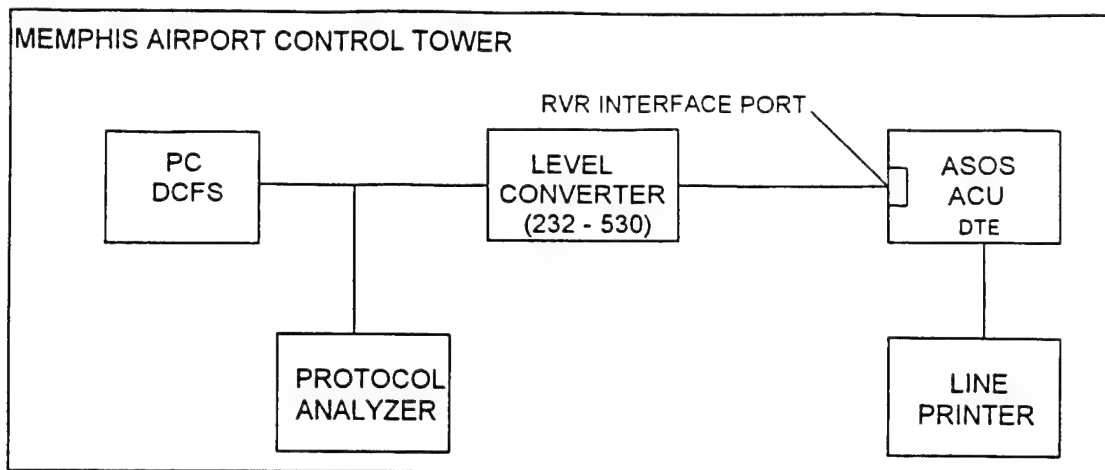 MEMPHIS AIRPORT CONTROL TOWER
RVR INTERFACE PORT
PC
DCFS
LEVEL
CONVERTER
(232 - 530)
ASOS
ACU
DTE
PROTOCOL
ANALYZER
LINE
PRINTER